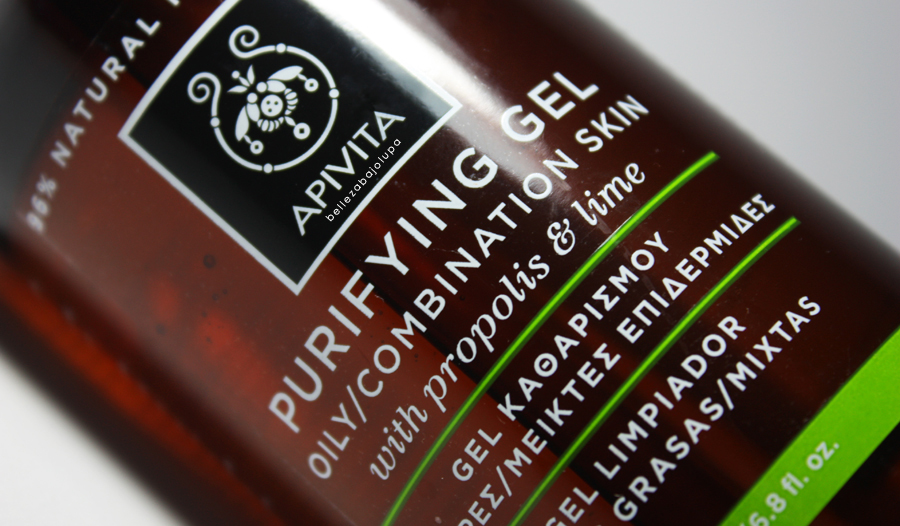 96% NATURAL
APIVITA
bellezabajolupa
PURIFYING GEL
OILY/COMBINATION SKIN
with propolis & lime
GEL ΚΑΘΑΡΙΣΜΟΥ
ΡΕΣ/ΜΕΙΚΤΕΣ ΕΠΙΔΕΡΜΙΔΕΣ
GEL LIMPIADOR
GRASAS/MIXTAS
6.8 fl. oz.